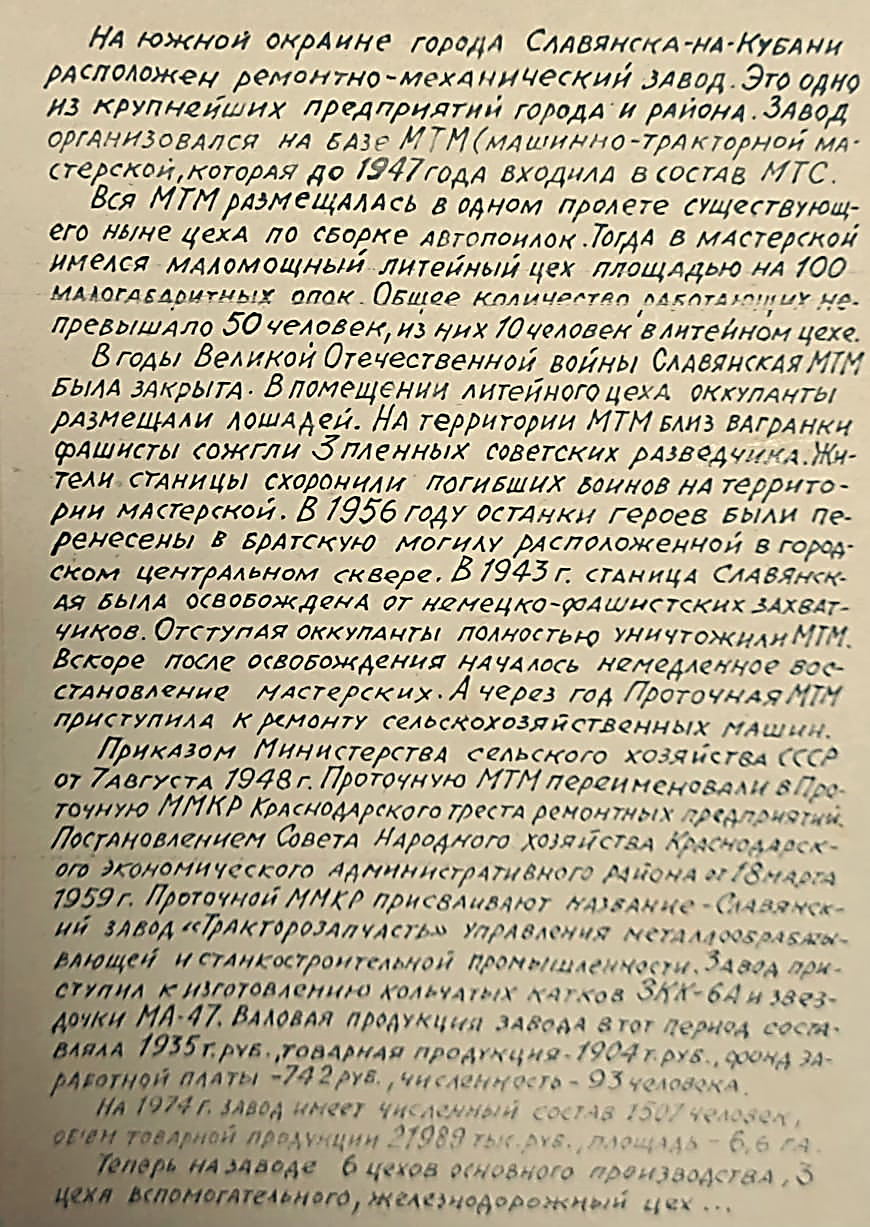 На южной окраине города Славянска-на-Кубани
расположен ремонтно-механический завод. Это одно
из крупнейших предприятий города и района. Завод
организовался на базе МТМ (машинно-тракторной ма-
стерской, которая до 1947 года входила в состав МТС.
Вся МТМ размещалась в одном пролете существующ-
его ныне цеха по сборке автопоилок. Тогда в мастерской
имелся маломощный литейный цех площадью на 100
малогабаритных опок. Общее количество работающих не-
превышало 50 человек, из них 10 человек в литейном цехе.
В годы Великой Отечественной войны Славянская МТМ
была закрыта. В помещении литейного цеха оккупанты
размещали лошадей. На территории МТМ близ вагранки
фашисты сожгли 3 пленных советских разведчика. Жи-
тели станицы схоронили погибших воинов на террито-
рии мастерской. В 1956 году останки героев были пе-
ренесены в братскую могилу расположенной в город-
ском центральном сквере. В 1943 г. станица Славянск-
ая была освобождена от немецко-фашистских захват-
чиков. Отступая оккупанты полностью уничтожили МТМ.
Вскоре после освобождения началось немедленное вос-
становление мастерских. А через год Проточная МТМ
приступила к ремонту сельскохозяйственных машин.
Приказом Министерства сельского хозяйства СССР
от 7 августа 1948 г. Проточную МТМ переименовали в Про-
точную ММКР Краснодарского треста ремонтных предприятий.
Постановлением Совета Народного хозяйства Краснодарск-
ого экономического административного района от 18 марта
1959 г. Проточной ММКР присваивают название - Славянск-
ий завод «Тракторозапчасть» управления металлообрабаты-
вающей и станкостроительной промышленности. Завод при-
ступил к изготовлению кольчатых катков ЗКК-6А и звез-
дочки МА-47. Валовая продукция завода в тот период соста-
вляла 1935 т. руб., товарная продукция - 1904 т. руб., фонд за-
работной платы - 742 руб., численность - 93 человека.
На 1974 г. завод имеет численный состав 1507 человек,
объем товарной продукции 21989 тыс. руб., площадь - 6,6 га.
Теперь на заводе 6 цехов основного производства, 3
цеха вспомогательного, железнодорожный цех ...